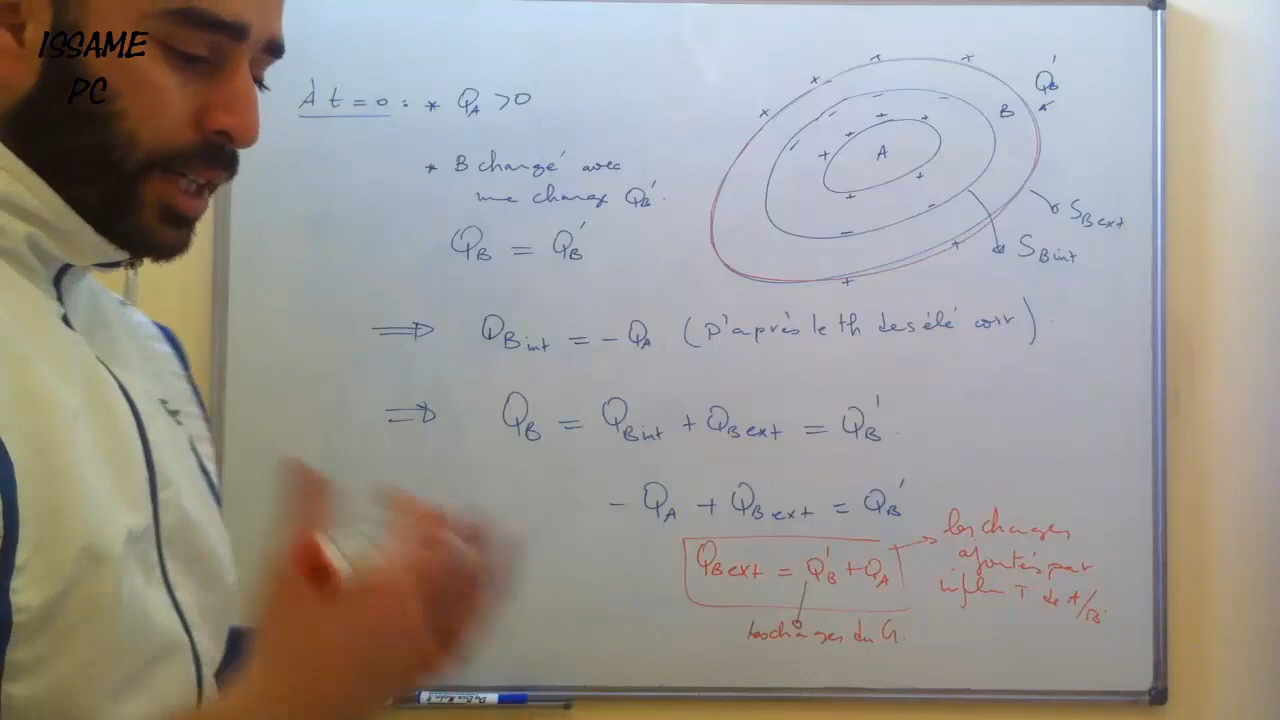 ISSAME
PC
À t = 0 : * Q_A > 0
* B chargé avec
une charge Q'_B.
Q_B = Q'_B
⟹ Q_B int = - Q_A (D'après le th des élé corr).
⟹ Q_B = Q_B int + Q_B ext = Q'_B.
- Q_A + Q_B ext = Q'_B
Q_B ext = Q'_B + Q_A
les charges
ajoutés par
influ T de A/B.
les charges du G.
A
B
Q'_B
S_B ext
S_B int